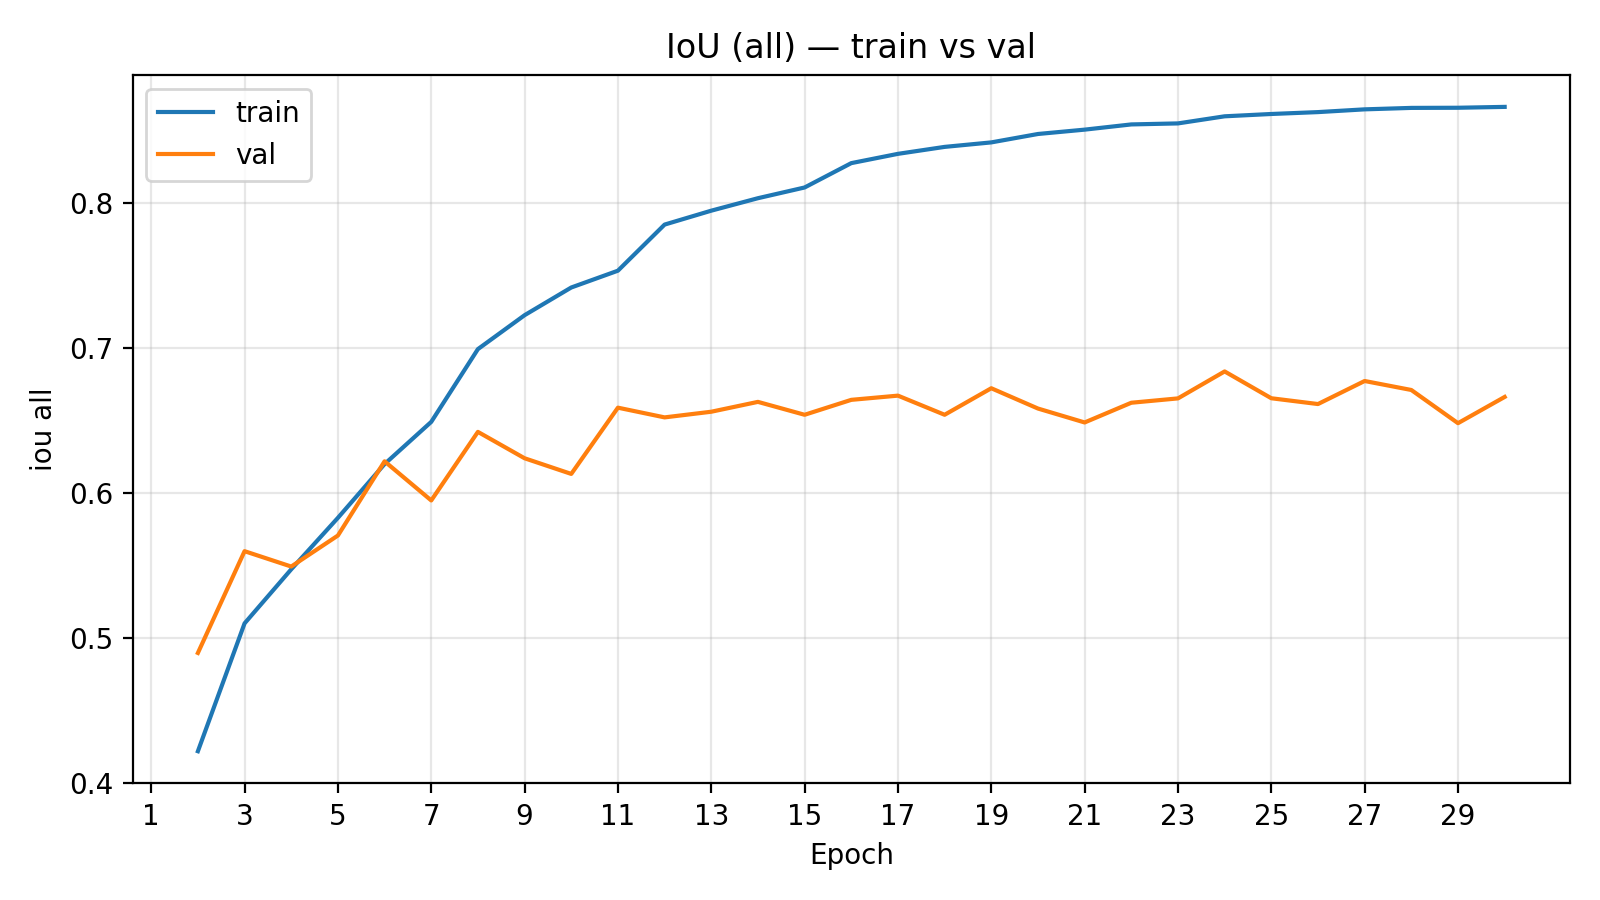 IoU (all) — train vs val
train
val
0.8
0.7
0.6
0.5
0.4
iou all
1 3 5 7 9 11 13 15 17 19 21 23 25 27 29
Epoch